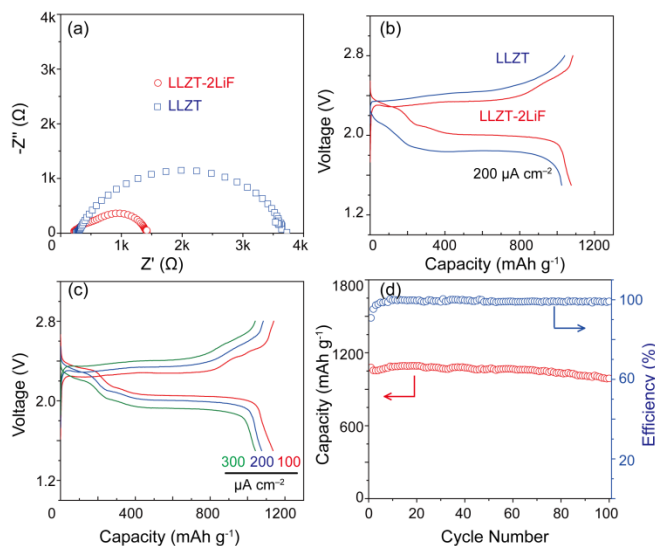 (a)
4k
3k
2k
1k
0
-Z'' (Ω)
LLZT-2LiF
LLZT
0
1k
2k
3k
4k
Z' (Ω)
(b)
2.8
2.0
1.2
Voltage (V)
LLZT
LLZT-2LiF
200 μA cm⁻²
0
400
800
1200
Capacity (mAh g⁻¹)
(c)
2.8
2.0
1.2
Voltage (V)
300 200 100
μA cm⁻²
0
400
800
1200
Capacity (mAh g⁻¹)
(d)
1800
1500
1200
900
600
300
0
Capacity (mAh g⁻¹)
100
80
60
40
20
Efficiency (%)
0
20
40
60
80
100
Cycle Number